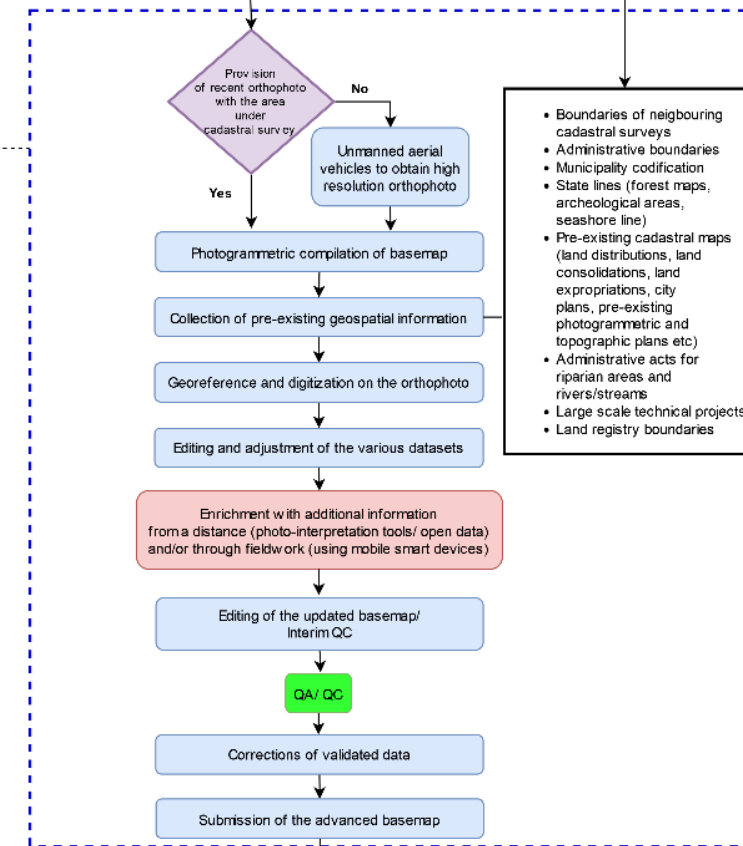 Provision
of recent orthophoto
with the area
under
cadastral survey
No
Yes
Unmanned aerial
vehicles to obtain high
resolution orthophoto
Photogrammetric compilation of basemap
Collection of pre-existing geospatial information
Georeference and digitization on the orthophoto
Editing and adjustment of the various datasets
Enrichment with additional information
from a distance (photo-interpretation tools/ open data)
and/or through fieldwork (using mobile smart devices)
Editing of the updated basemap/
Interim QC
QA/ QC
Corrections of validated data
Submission of the advanced basemap
• Boundaries of neigbouring
cadastral surveys
• Administrative boundaries
• Municipality codification
• State lines (forest maps,
archeological areas,
seashore line)
• Pre-existing cadastral maps
(land distributions, land
consolidations, land
expropriations, city
plans, pre-existing
photogrammetric and
topographic plans etc)
• Administrative acts for
riparian areas and
rivers/streams
• Large scale technical projects
• Land registry boundaries